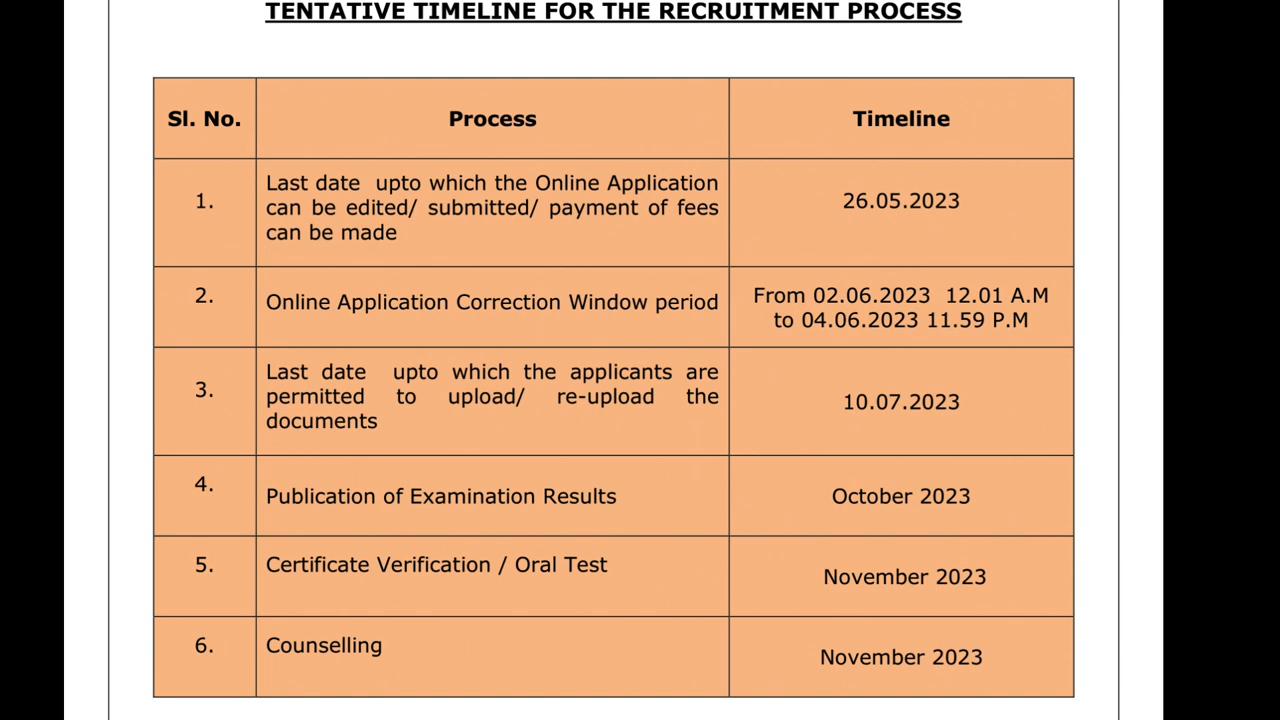 TENTATIVE TIMELINE FOR THE RECRUITMENT PROCESS
Sl. No. Process Timeline
1. Last date upto which the Online Application
can be edited/ submitted/ payment of fees
can be made
26.05.2023
2. Online Application Correction Window period
From 02.06.2023 12.01 A.M
to 04.06.2023 11.59 P.M
3. Last date upto which the applicants are
permitted to upload/ re-upload the
documents
10.07.2023
4. Publication of Examination Results October 2023
5. Certificate Verification / Oral Test November 2023
6. Counselling November 2023